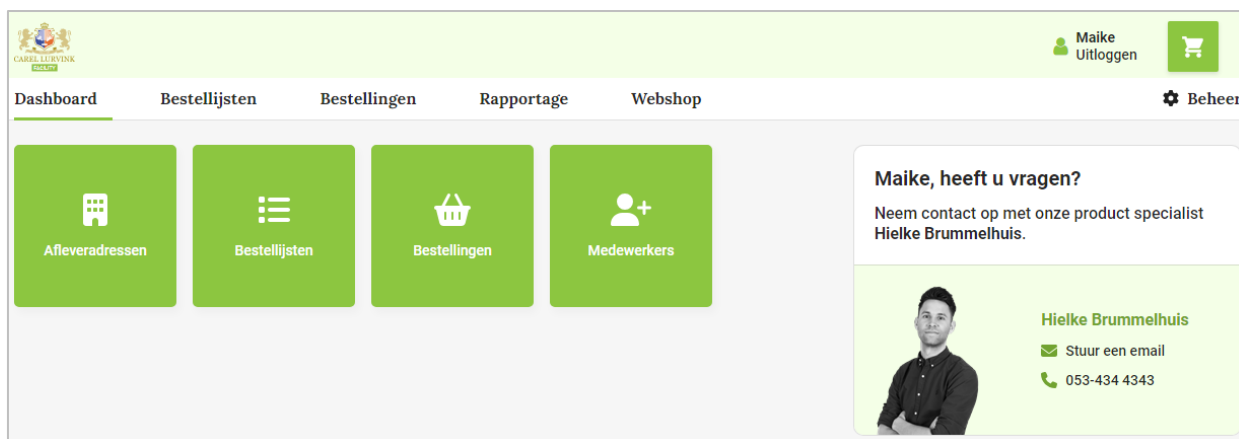 CAREL LURVINK
FACILITY
Maike
Uitloggen
Dashboard
Bestellijsten
Bestellingen
Rapportage
Webshop
Beheer
Afleveradressen
Bestellijsten
Bestellingen
Medewerkers
Maike, heeft u vragen?
Neem contact op met onze product specialist
Hielke Brummelhuis.
Hielke Brummelhuis
Stuur een email
053-434 4343